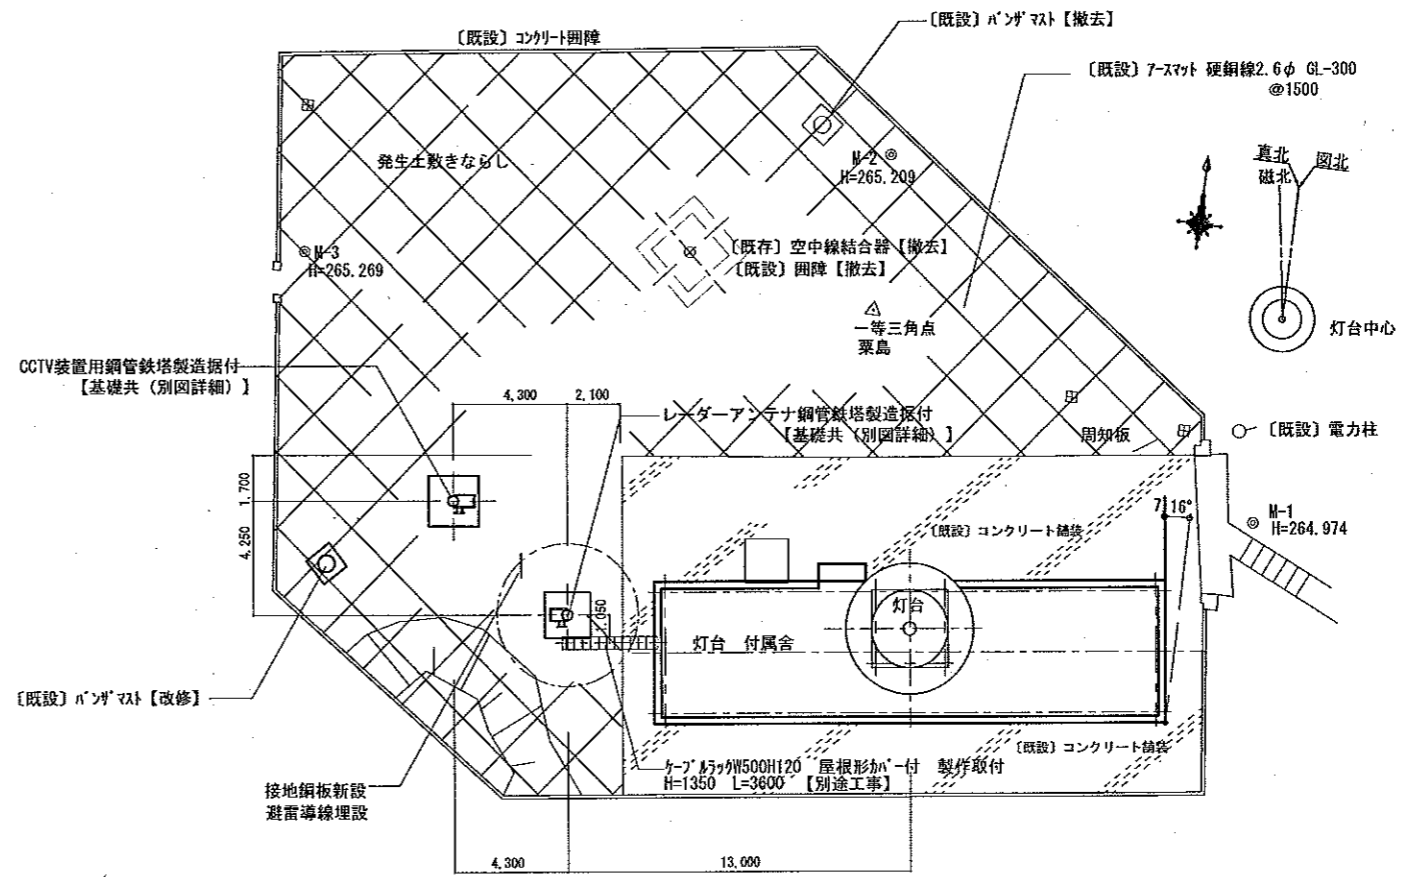 〔既設〕ﾊﾟﾝｻﾞﾏｽﾄ【撤去】
〔既設〕ｺﾝｸﾘｰﾄ囲障
〔既設〕ｱｰｽﾏｯﾄ 硬銅線2.6φ GL-300
@1500
発生土敷きならし
M-2
H=265.209
真北
図北
磁北
M-3
H=265.269
〔既存〕空中線結合器【撤去】
〔既設〕囲障【撤去】
一等三角点
粟島
灯台中心
CCTV装置用鋼管鉄塔製造据付
【基礎共（別図詳細）】
4,300
2,100
レーダーアンテナ鋼管鉄塔製造据付
【基礎共（別図詳細）】
周知板
〔既設〕電力柱
1,700
4,250
7 16°
M-1
H=264.974
〔既設〕コンクリート舗装
灯台
灯台 付属舎
〔既設〕ﾊﾟﾝｻﾞﾏｽﾄ【改修】
〔既設〕コンクリート舗装
ｹｰﾌﾞﾙﾗｯｸW500H120 屋根形ｶﾊﾞｰ付 製作取付
H=1350 L=3600 【別途工事】
接地銅板新設
避雷導線埋設
4,300
13,000